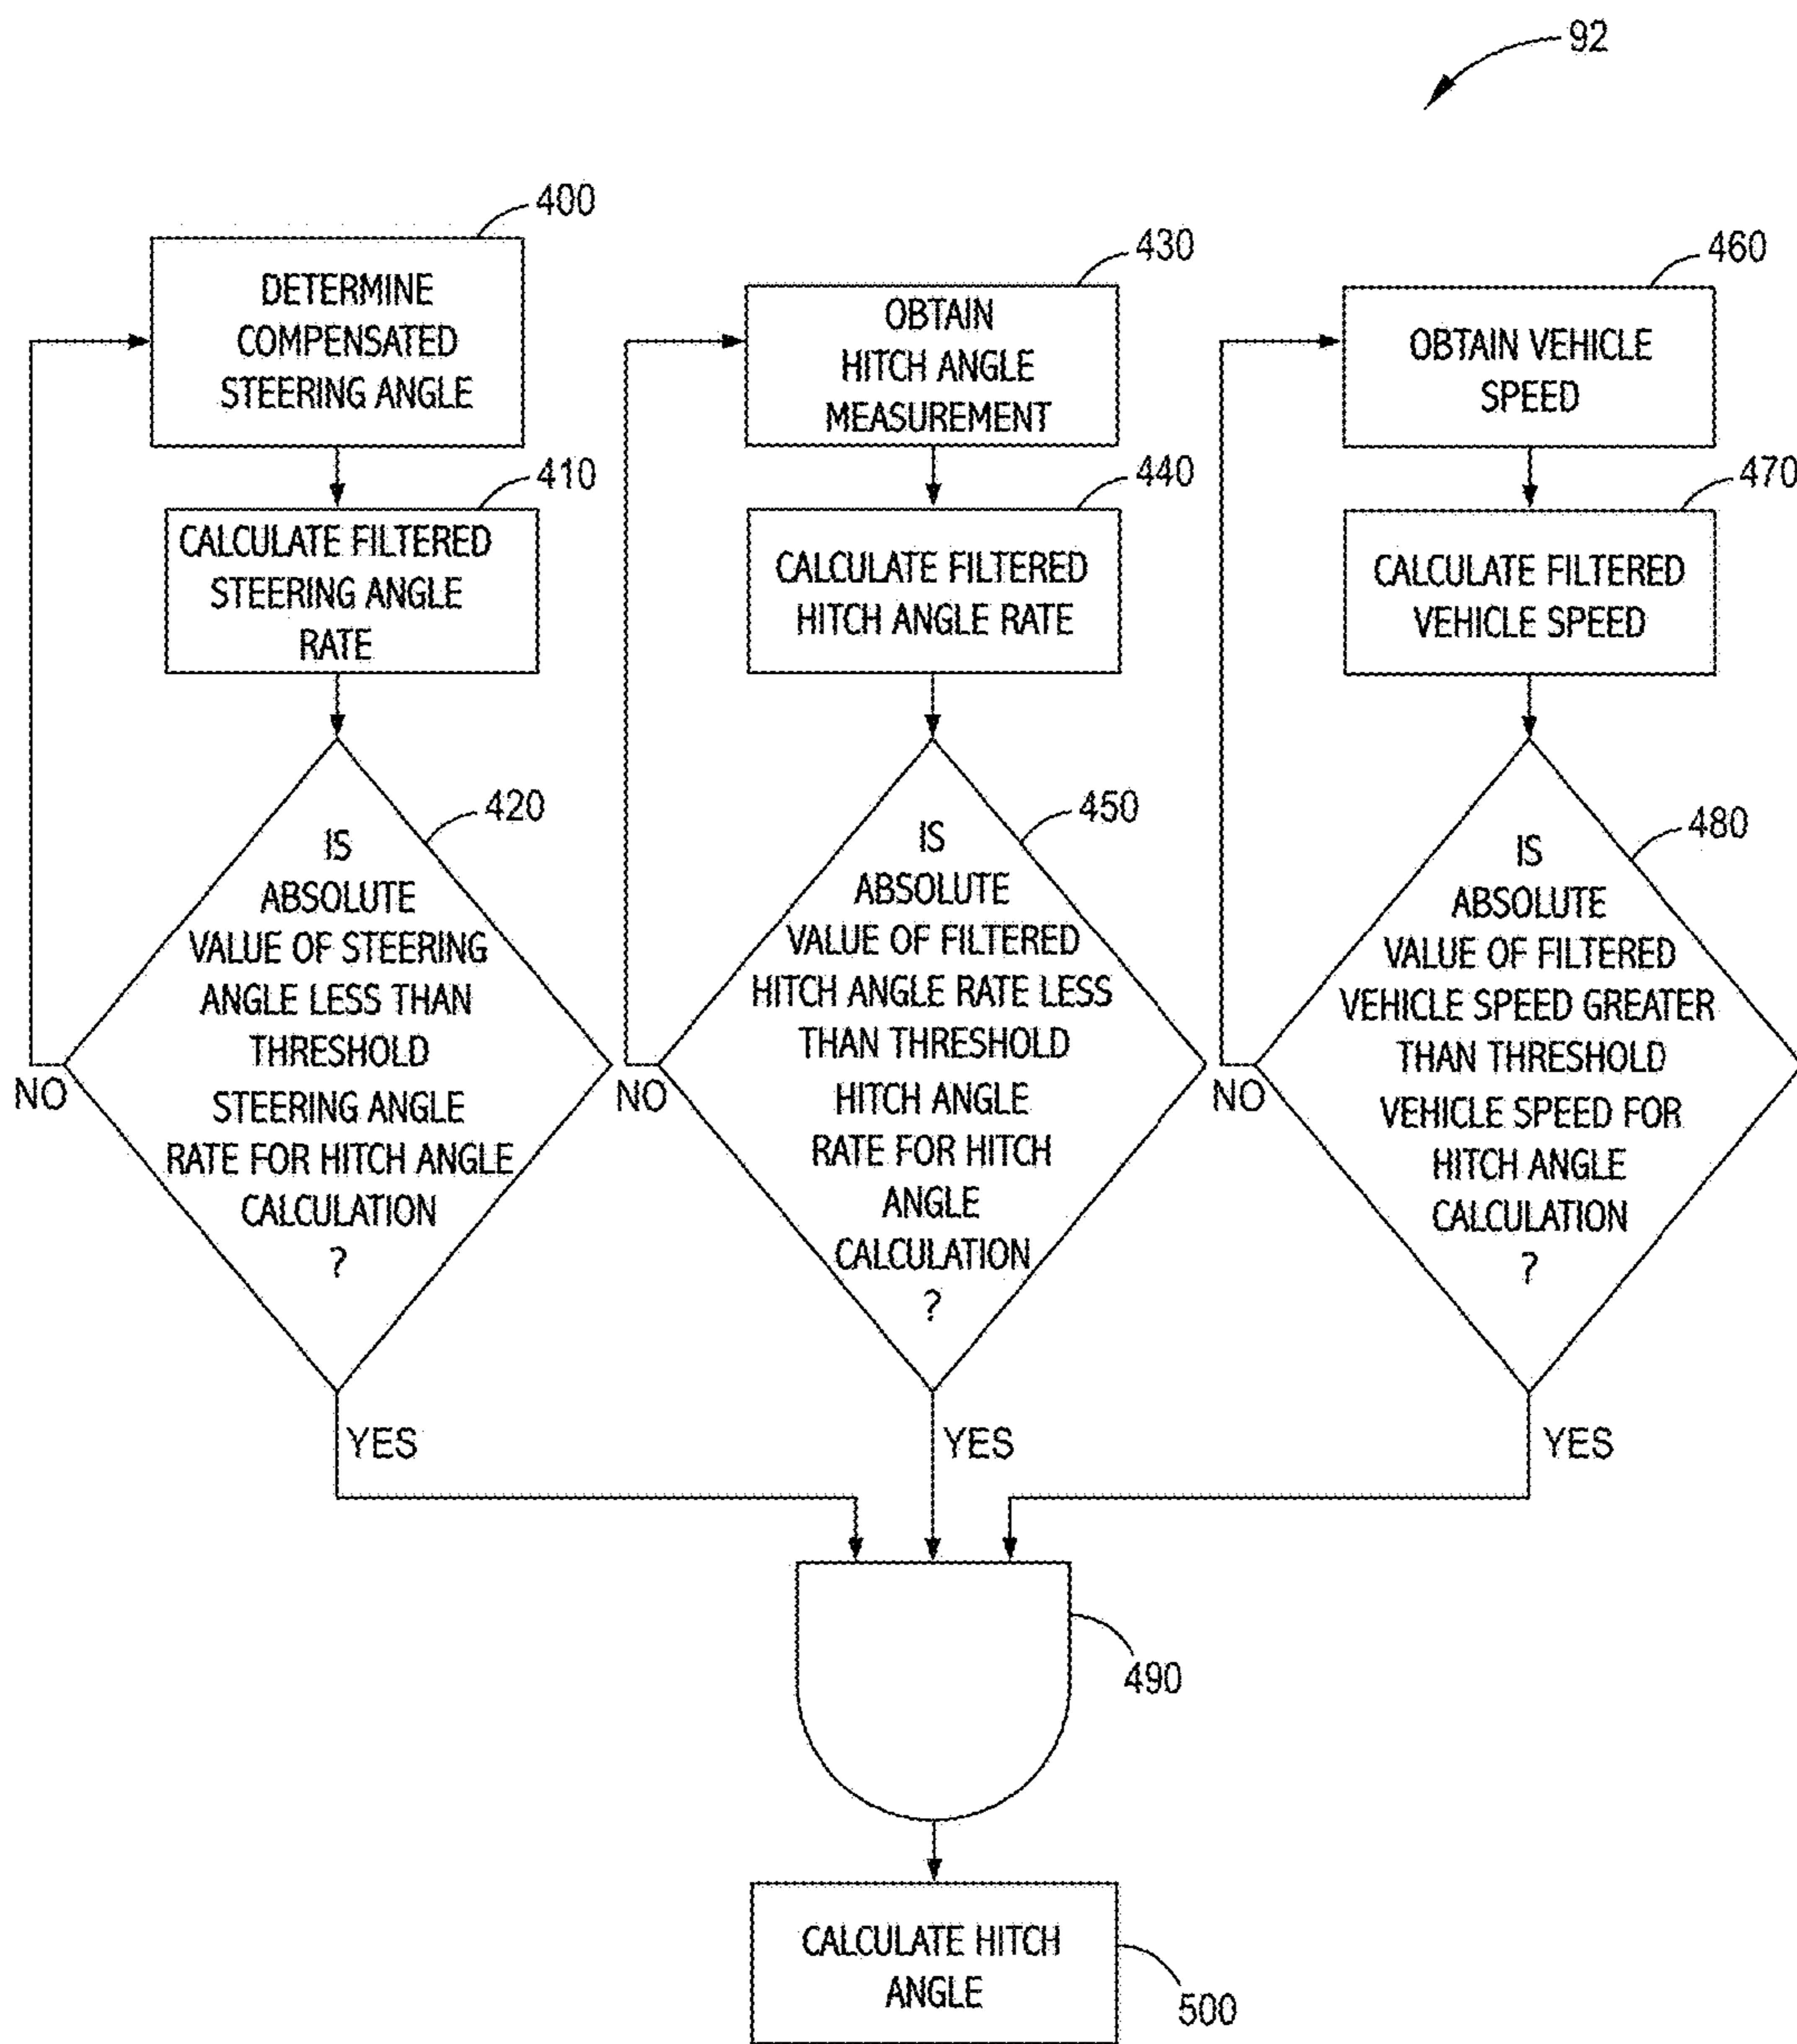 92
400
DETERMINE
COMPENSATED
STEERING ANGLE
410
CALCULATE FILTERED
STEERING ANGLE
RATE
420
IS
ABSOLUTE
VALUE OF STEERING
ANGLE LESS THAN
THRESHOLD
STEERING ANGLE
RATE FOR HITCH ANGLE
CALCULATION
?
NO
YES
430
OBTAIN
HITCH ANGLE
MEASUREMENT
440
CALCULATE FILTERED
HITCH ANGLE RATE
450
IS
ABSOLUTE
VALUE OF FILTERED
HITCH ANGLE RATE LESS
THAN THRESHOLD
HITCH ANGLE
RATE FOR HITCH
ANGLE
CALCULATION
?
NO
YES
460
OBTAIN VEHICLE
SPEED
470
CALCULATE FILTERED
VEHICLE SPEED
480
IS
ABSOLUTE
VALUE OF FILTERED
VEHICLE SPEED GREATER
THAN THRESHOLD
VEHICLE SPEED FOR
HITCH ANGLE
CALCULATION
?
NO
YES
490
CALCULATE HITCH
ANGLE
500